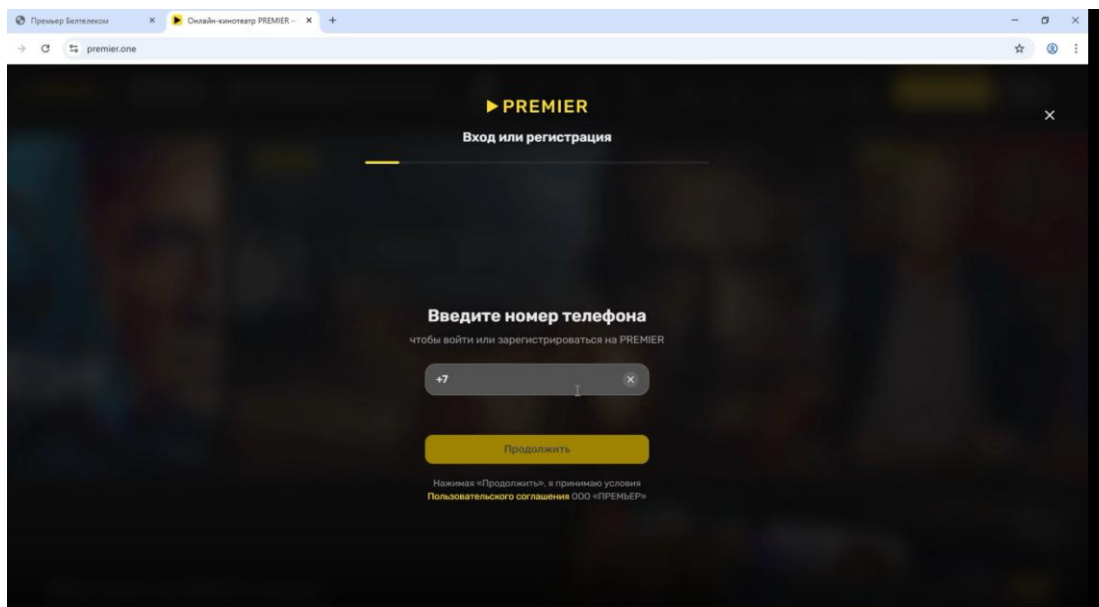 Премьер Белтелеком
Онлайн-кинотеатр PREMIER –
premier.one
PREMIER
Вход или регистрация
Введите номер телефона
чтобы войти или зарегистрироваться на PREMIER
+7
Продолжить
Нажимая «Продолжить», я принимаю условия
Пользовательского соглашения ООО «ПРЕМЬЕР»